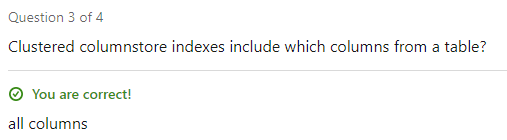 Question 3 of 4
Clustered columnstore indexes include which columns from a table?
You are correct!
all columns